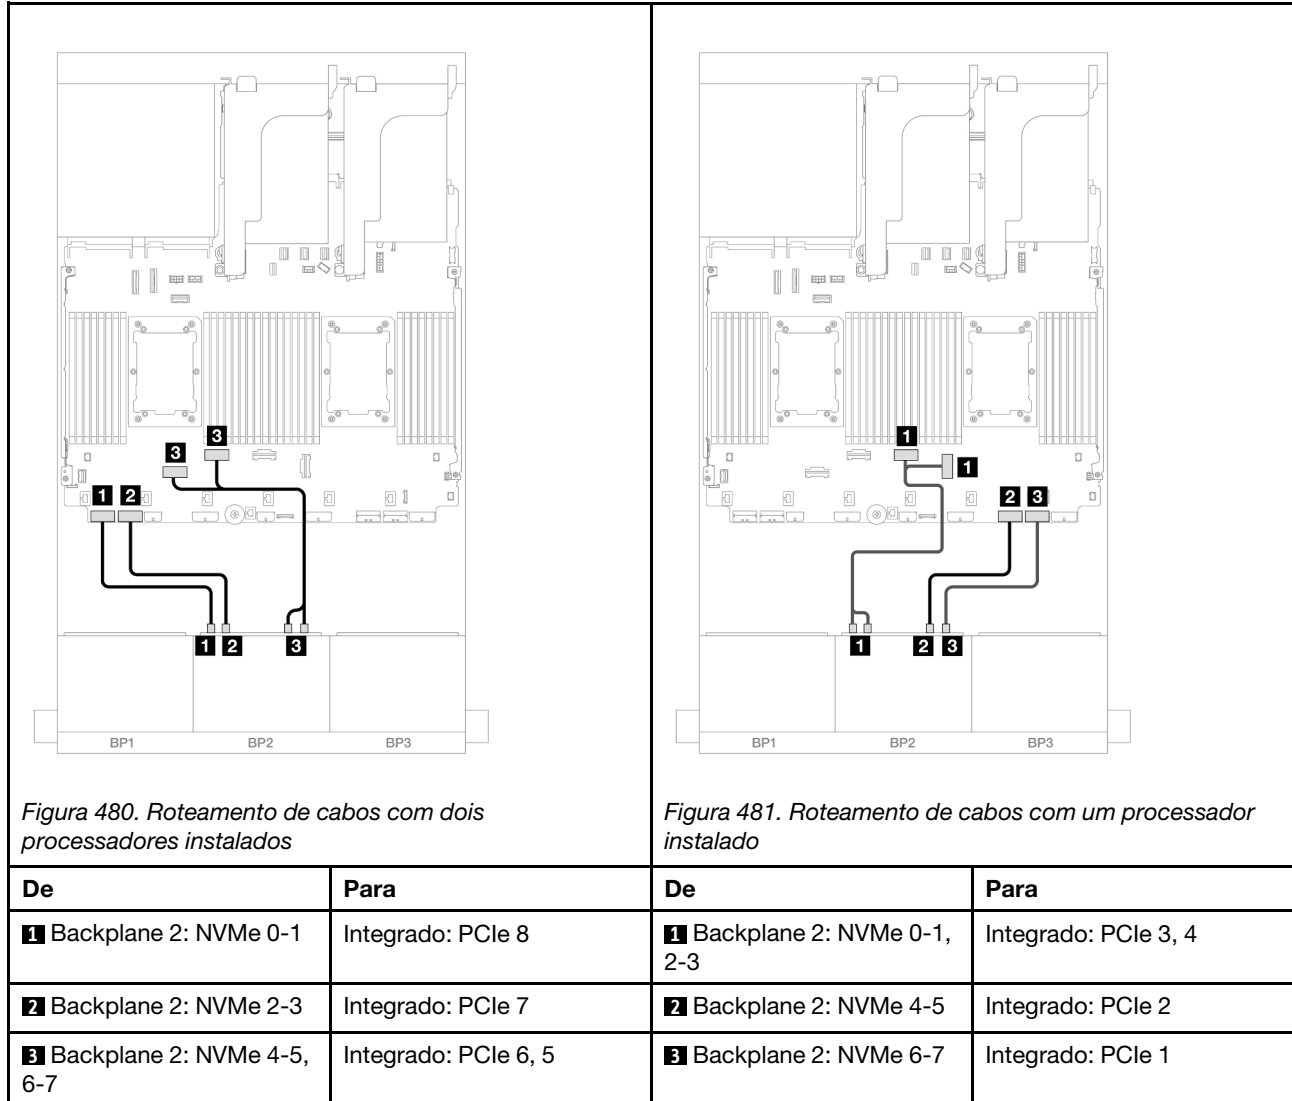 3
3
1 2
1 2 3
BP1 BP2 BP3
Figura 480. Roteamento de cabos com dois
processadores instalados
1
1
2 3
1 2 3
BP1 BP2 BP3
Figura 481. Roteamento de cabos com um processador
instalado
De Para De Para
1 Backplane 2: NVMe 0-1 Integrado: PCIe 8 1 Backplane 2: NVMe 0-1, Integrado: PCIe 3, 4
2-3
2 Backplane 2: NVMe 2-3 Integrado: PCIe 7 2 Backplane 2: NVMe 4-5 Integrado: PCIe 2
3 Backplane 2: NVMe 4-5, Integrado: PCIe 6, 5 3 Backplane 2: NVMe 6-7 Integrado: PCIe 1
6-7